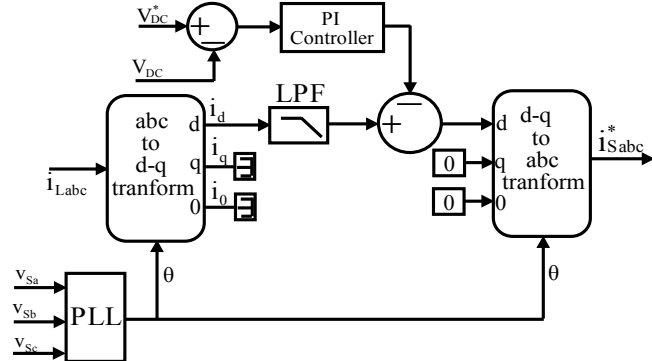 V*DC
+
−
PI
Controller
VDC
−
+
abc
to
d-q
tranform
d
q
0
id
iq
i0
LPF
0
0
d
q
0
d-q
to
abc
tranform
i*Sabc
iLabc
θ
θ
vSa
vSb
vSc
PLL